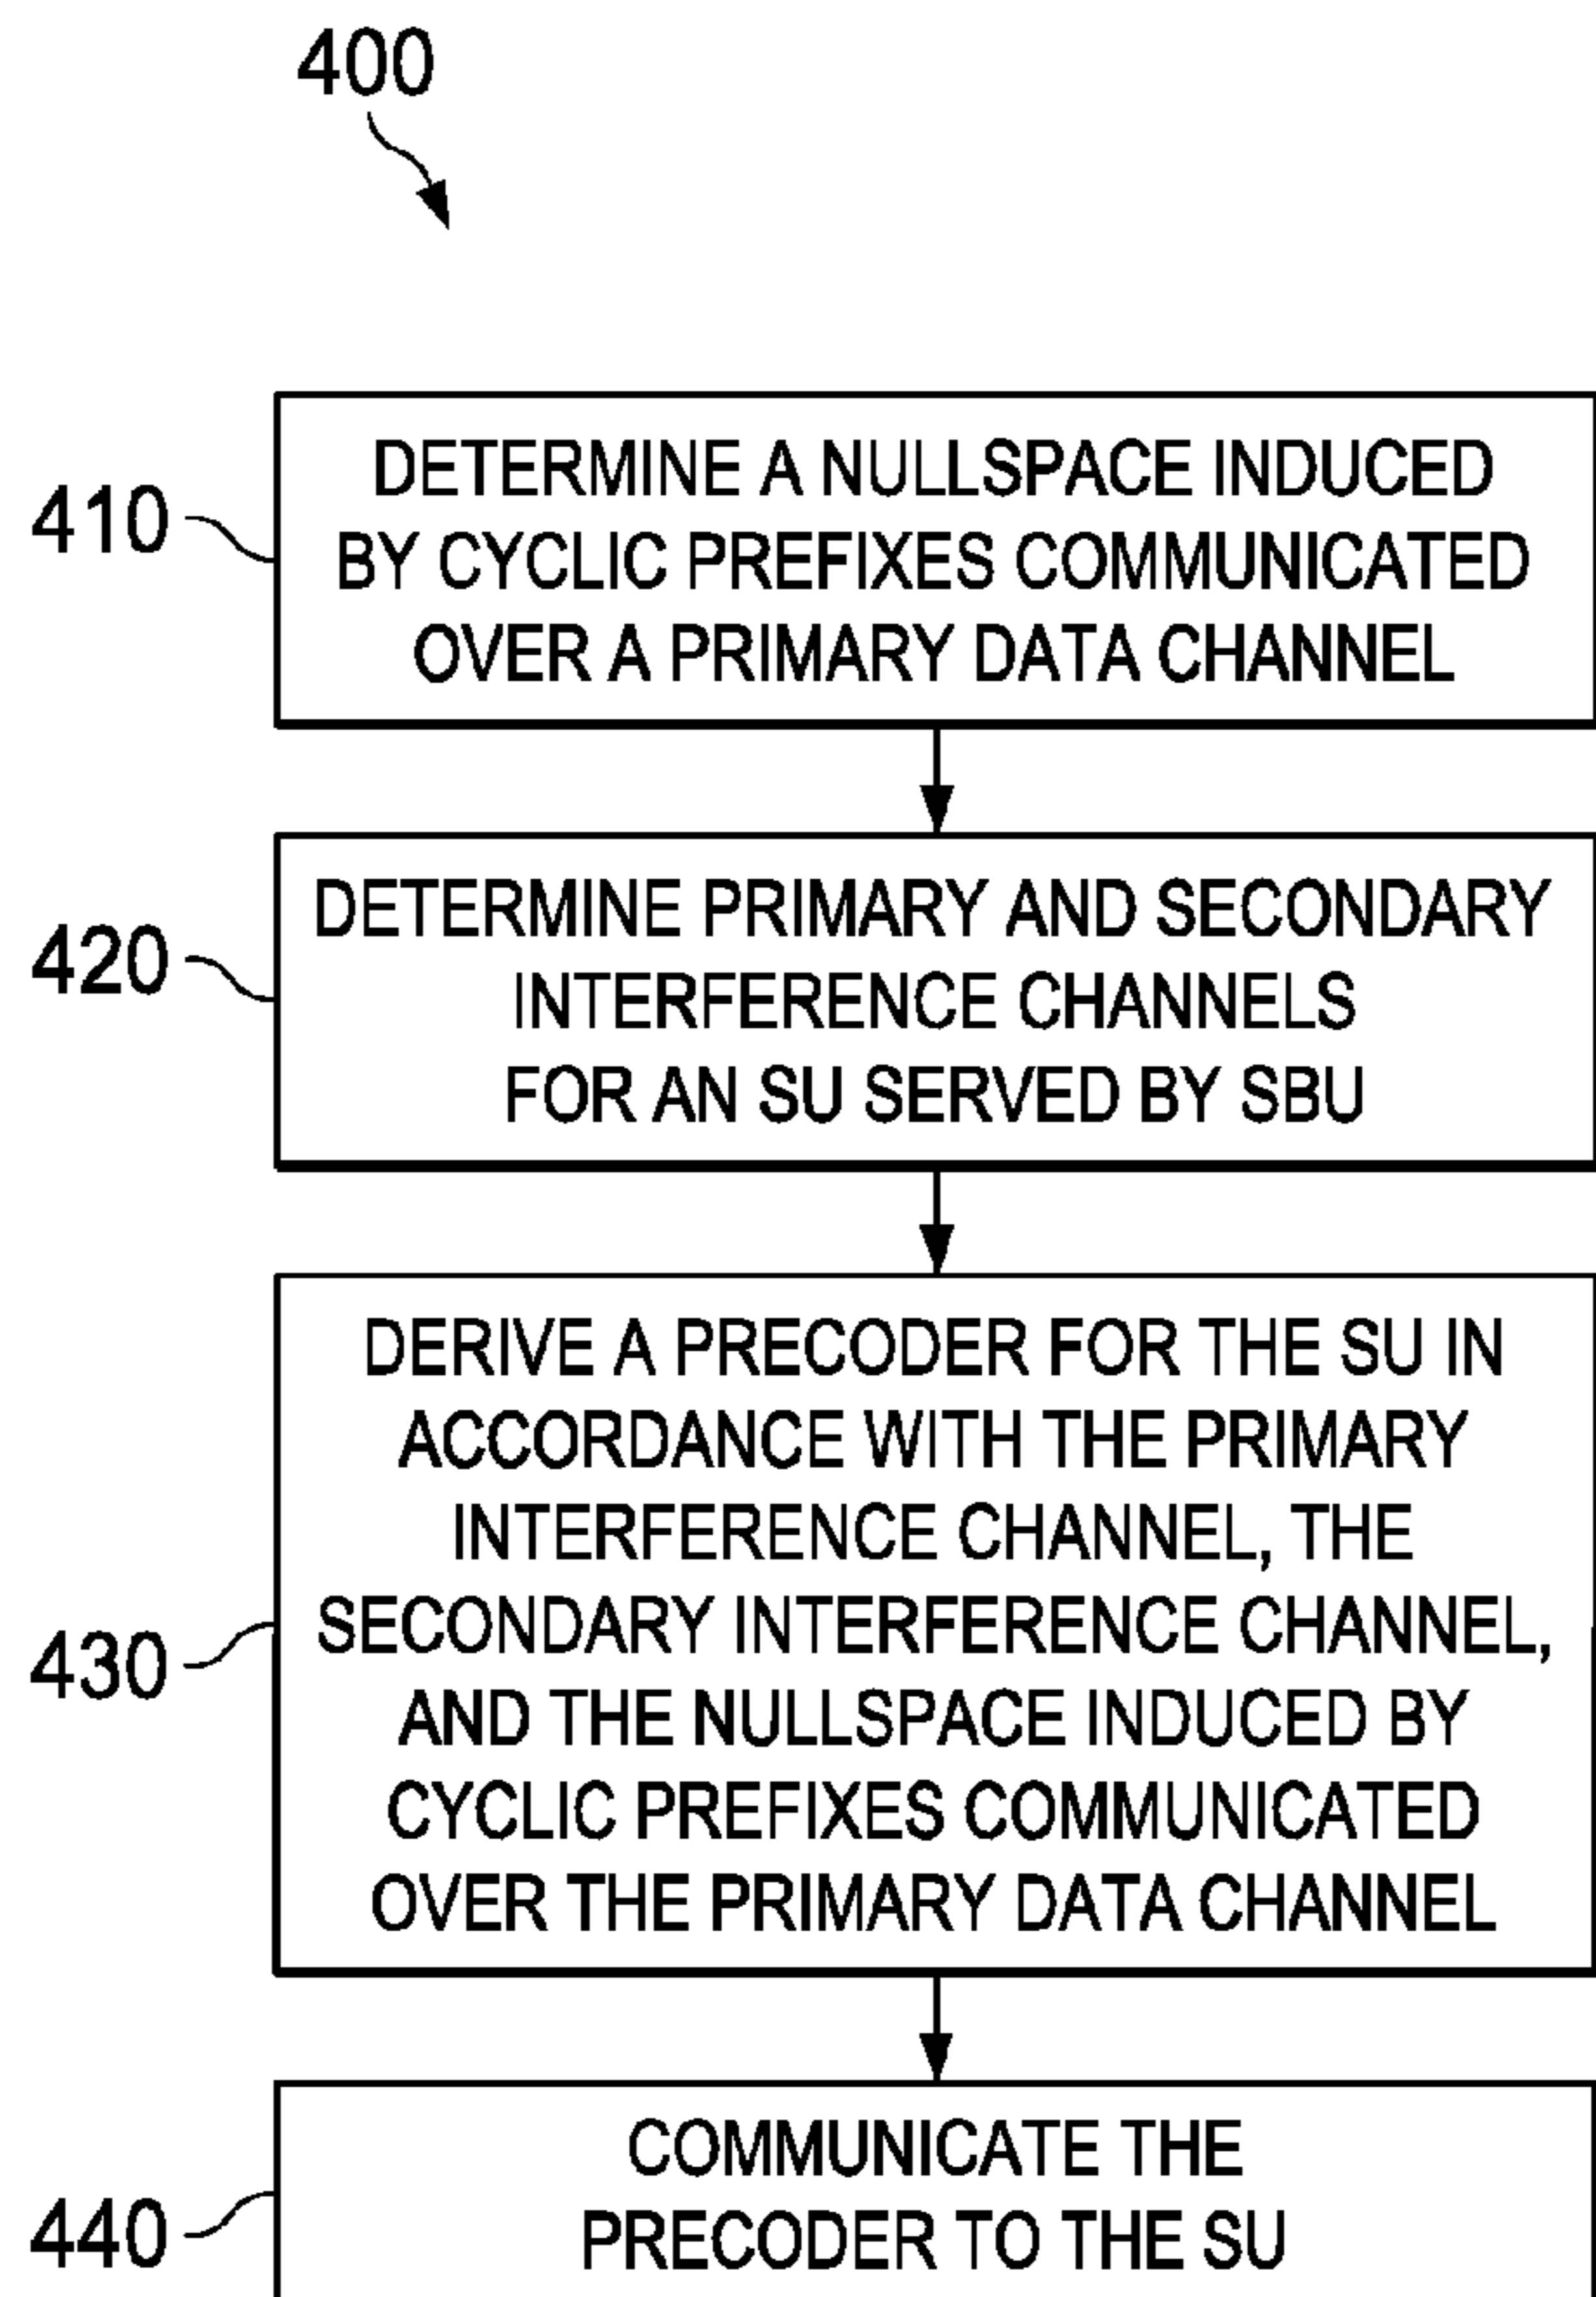 400
410
DETERMINE A NULLSPACE INDUCED
BY CYCLIC PREFIXES COMMUNICATED
OVER A PRIMARY DATA CHANNEL
420
DETERMINE PRIMARY AND SECONDARY
INTERFERENCE CHANNELS
FOR AN SU SERVED BY SBU
430
DERIVE A PRECODER FOR THE SU IN
ACCORDANCE WITH THE PRIMARY
INTERFERENCE CHANNEL, THE
SECONDARY INTERFERENCE CHANNEL,
AND THE NULLSPACE INDUCED BY
CYCLIC PREFIXES COMMUNICATED
OVER THE PRIMARY DATA CHANNEL
440
COMMUNICATE THE
PRECODER TO THE SU